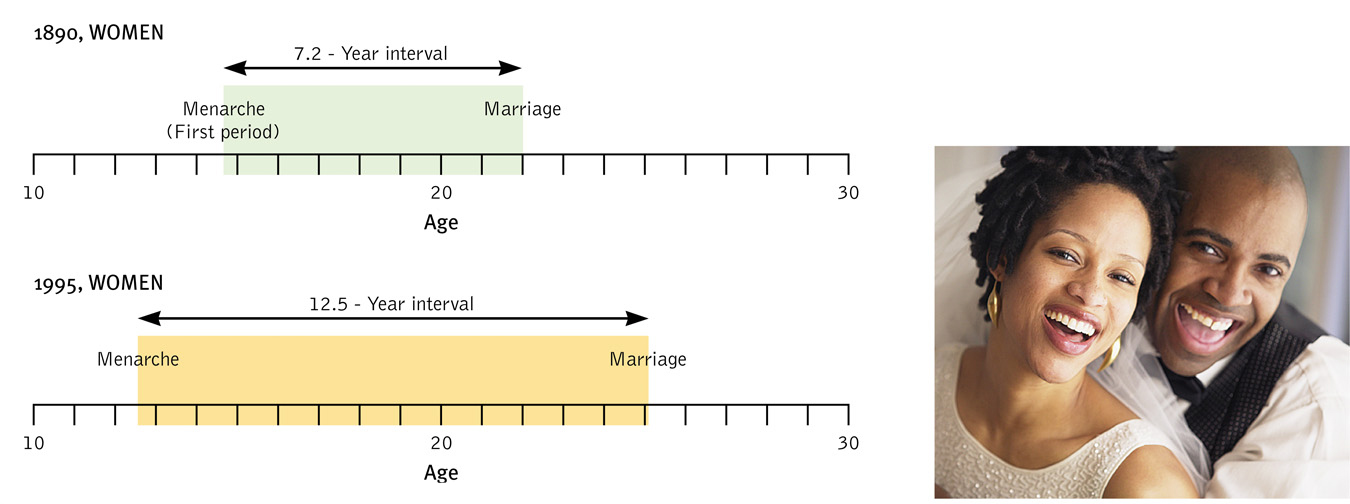 1890, WOMEN
7.2 - Year interval
Menarche
(First period)
Marriage
10
20
30
Age
1995, WOMEN
12.5 - Year interval
Menarche
Marriage
10
20
30
Age